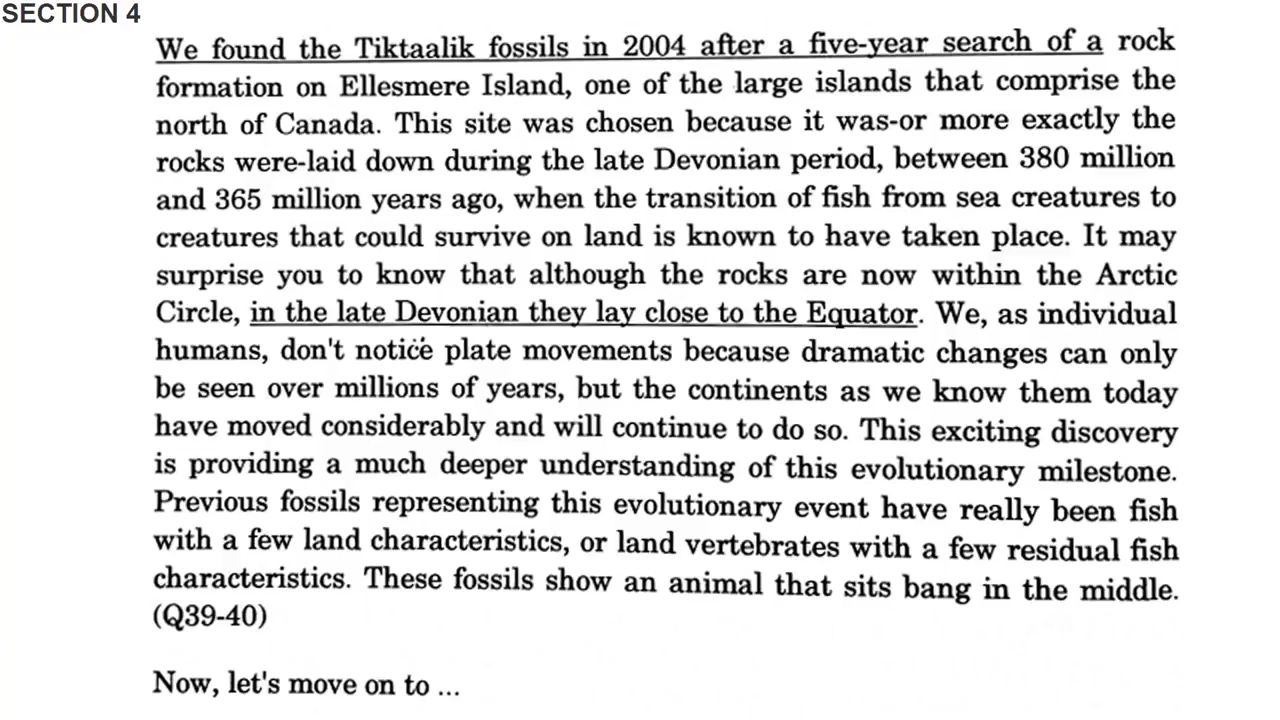 SECTION 4
We found the Tiktaalik fossils in 2004 after a five-year search of a rock
formation on Ellesmere Island, one of the large islands that comprise the
north of Canada. This site was chosen because it was-or more exactly the
rocks were-laid down during the late Devonian period, between 380 million
and 365 million years ago, when the transition of fish from sea creatures to
creatures that could survive on land is known to have taken place. It may
surprise you to know that although the rocks are now within the Arctic
Circle, in the late Devonian they lay close to the Equator. We, as individual
humans, don't notice plate movements because dramatic changes can only
be seen over millions of years, but the continents as we know them today
have moved considerably and will continue to do so. This exciting discovery
is providing a much deeper understanding of this evolutionary milestone.
Previous fossils representing this evolutionary event have really been fish
with a few land characteristics, or land vertebrates with a few residual fish
characteristics. These fossils show an animal that sits bang in the middle.
(Q39-40)
Now, let's move on to ...